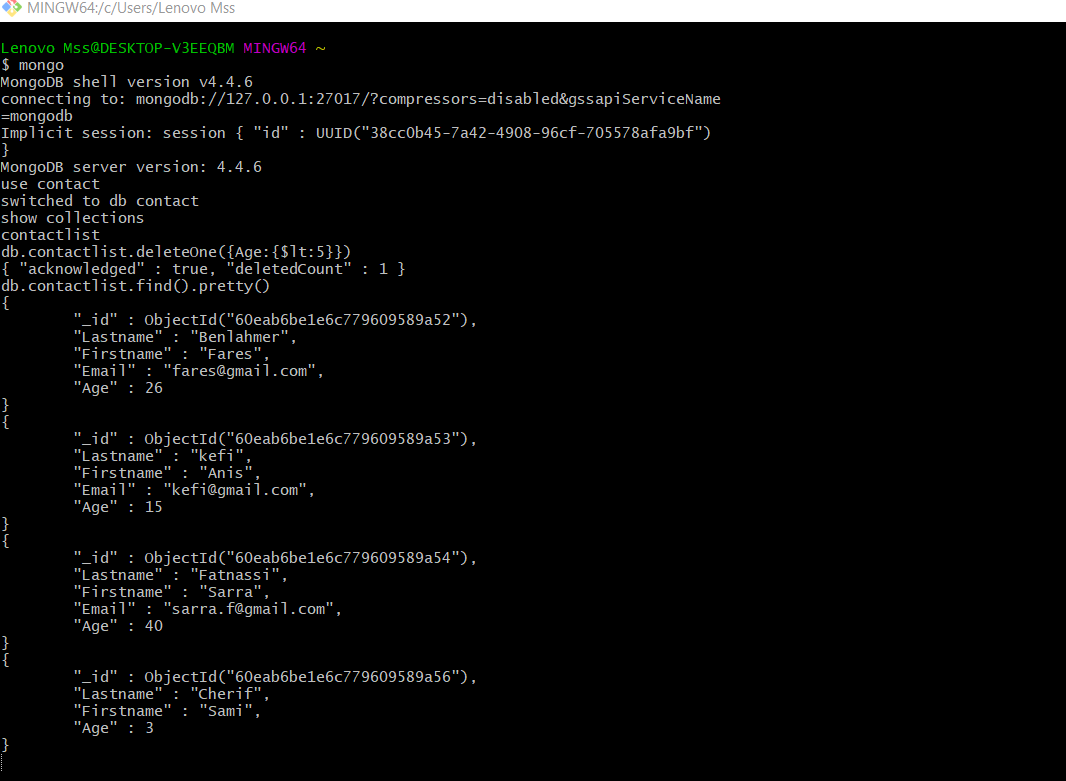 MINGW64:/c/Users/Lenovo Mss
Lenovo Mss@DESKTOP-V3EEQBM MINGW64 ~
$ mongo
MongoDB shell version v4.4.6
connecting to: mongodb://127.0.0.1:27017/?compressors=disabled&gssapiServiceName
=mongodb
Implicit session: session { "id" : UUID("38cc0b45-7a42-4908-96cf-705578afa9bf")
}
MongoDB server version: 4.4.6
use contact
switched to db contact
show collections
contactlist
db.contactlist.deleteOne({Age:{$lt:5}})
{ "acknowledged" : true, "deletedCount" : 1 }
db.contactlist.find().pretty()
{
        "_id" : ObjectId("60eab6be1e6c779609589a52"),
        "Lastname" : "Benlahmer",
        "Firstname" : "Fares",
        "Email" : "fares@gmail.com",
        "Age" : 26
}
{
        "_id" : ObjectId("60eab6be1e6c779609589a53"),
        "Lastname" : "kefi",
        "Firstname" : "Anis",
        "Email" : "kefi@gmail.com",
        "Age" : 15
}
{
        "_id" : ObjectId("60eab6be1e6c779609589a54"),
        "Lastname" : "Fatnassi",
        "Firstname" : "Sarra",
        "Email" : "sarra.f@gmail.com",
        "Age" : 40
}
{
        "_id" : ObjectId("60eab6be1e6c779609589a56"),
        "Lastname" : "Cherif",
        "Firstname" : "Sami",
        "Age" : 3
}